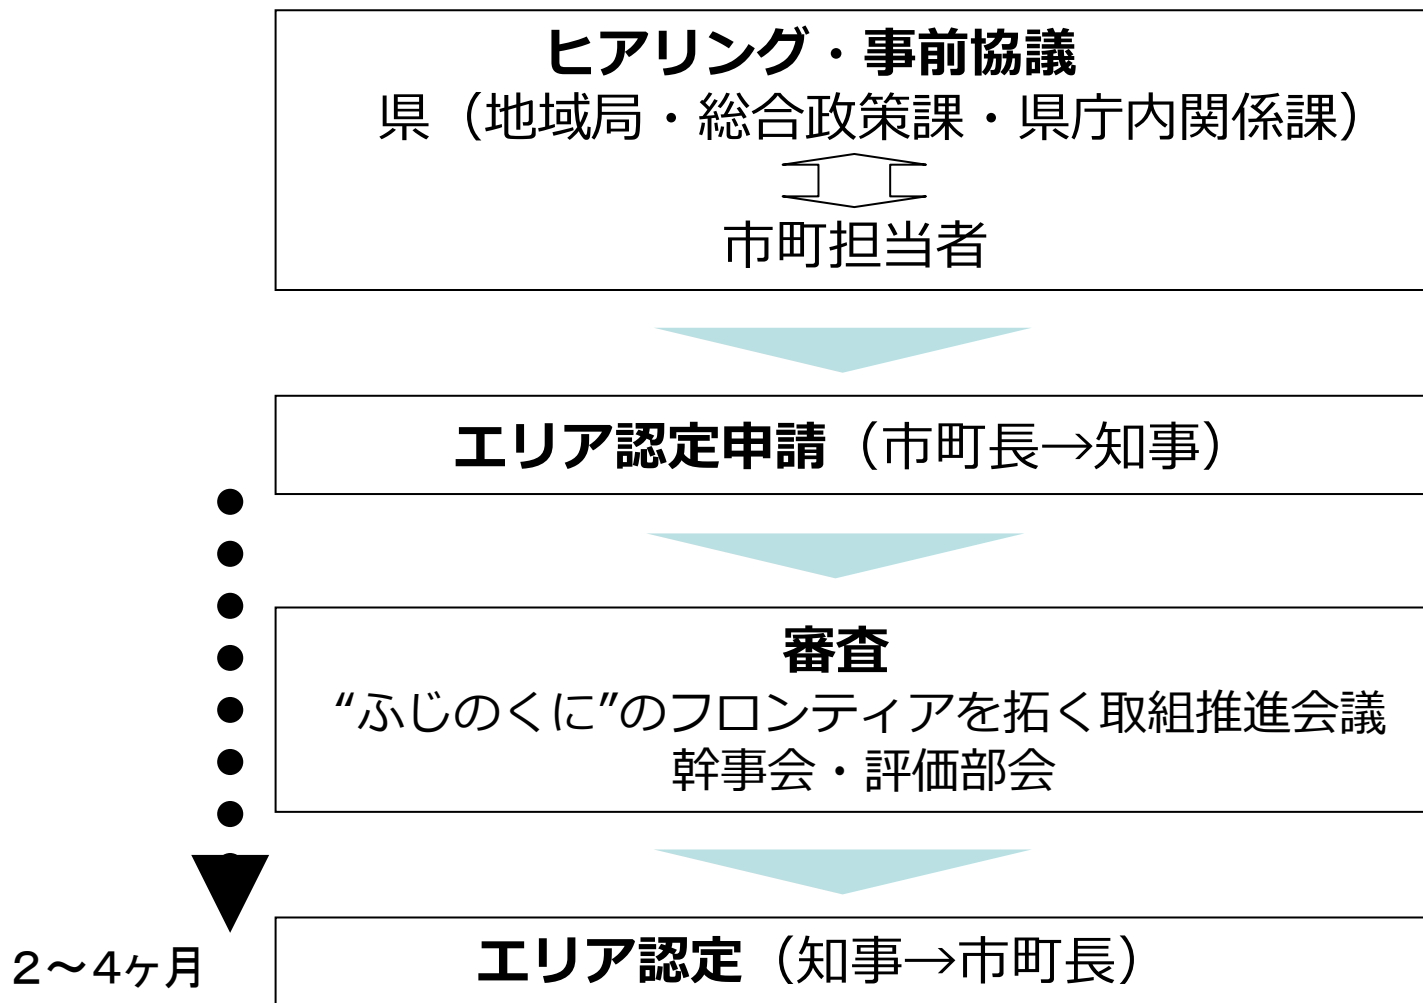 ヒアリング・事前協議
県（地域局・総合政策課・県庁内関係課）
市町担当者
エリア認定申請（市町長→知事）
審査
“ふじのくに”のフロンティアを拓く取組推進会議
幹事会・評価部会
エリア認定（知事→市町長）
2～4ヶ月